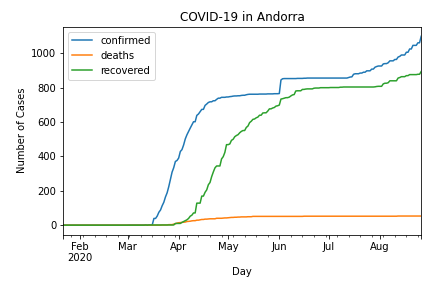 COVID-19 in Andorra
confirmed
deaths
recovered
Number of Cases
1000
800
600
400
200
0
Feb Mar Apr May Jun Jul Aug
2020
Day